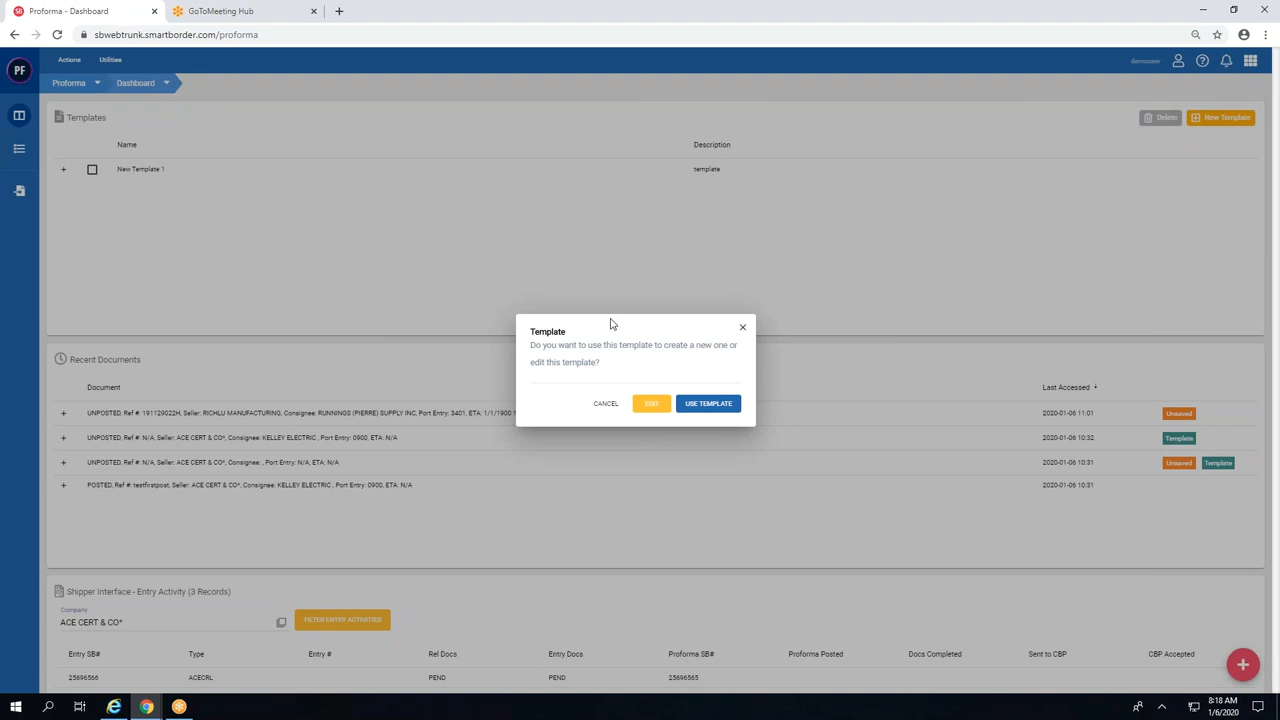 Proforma - Dashboard
GoToMeeting Hub
sbwebtrunk.smartborder.com/proforma
PF
Actions Utilities
demouser
Proforma Dashboard
Templates
Delete
New Template
Name Description
New Template 1 template
Template
Do you want to use this template to create a new one or
edit this template?
CANCEL EDIT USE TEMPLATE
Recent Documents
Document Last Accessed
UNPOSTED, Ref #: 191129022H, Seller: RICHLU MANUFACTURING, Consignee: RUNNINGS (PIERRE) SUPPLY INC, Port Entry: 3401, ETA: 1/1/1900 2020-01-06 11:01 Unsaved
UNPOSTED, Ref #: N/A, Seller: ACE CERT & CO*, Consignee: KELLEY ELECTRIC , Port Entry: 0900, ETA: N/A 2020-01-06 10:32 Template
UNPOSTED, Ref #: N/A, Seller: ACE CERT & CO*, Consignee: , Port Entry: N/A, ETA: N/A 2020-01-06 10:31 Unsaved Template
POSTED, Ref #: testfirstpost, Seller: ACE CERT & CO*, Consignee: KELLEY ELECTRIC , Port Entry: 0900, ETA: N/A 2020-01-06 10:31
Shipper Interface - Entry Activity (3 Records)
Company
ACE CERT & CO*
FILTER ENTRY ACTIVITIES
Entry SB# Type Entry # Rel Docs Entry Docs Proforma SB# Proforma Posted Docs Completed Sent to CBP CBP Accepted
25696566 ACECRL PEND PEND 25696565
8:18 AM
1/6/2020